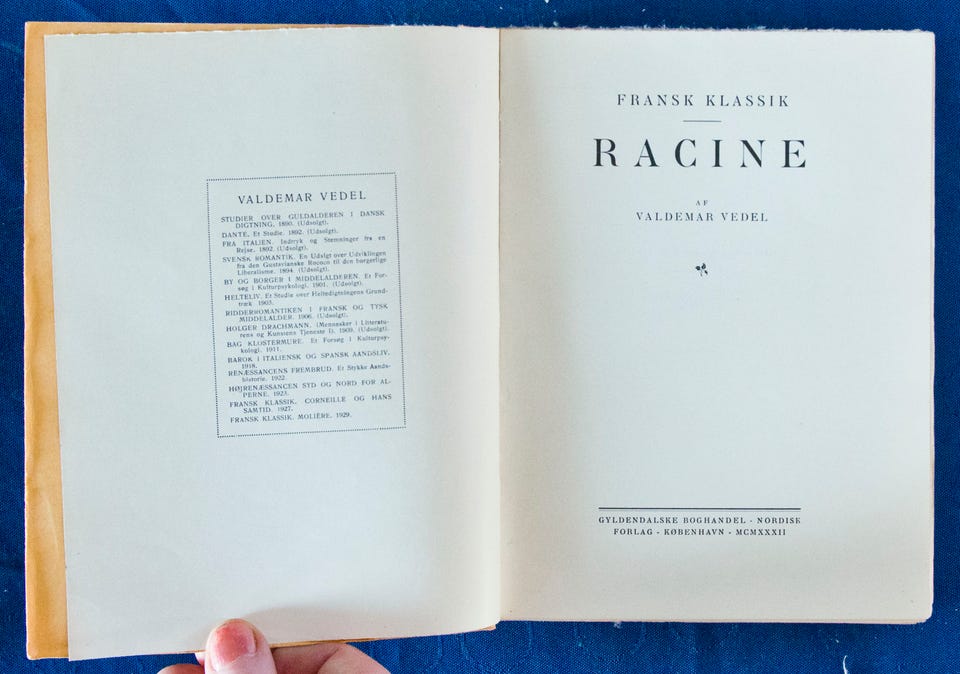 VALDEMAR VEDEL
STUDIER OVER GULDALDEREN I DANSK
DIGTNING. 1890. (Udsolgt).
DANTE. Et Studie. 1892. (Udsolgt).
FRA ITALIEN. Indtryk og Stemninger fra en
Rejse. 1892. (Udsolgt).
SVENSK ROMANTIK. En Udsigt over Udviklingen
fra den Gustavianske Rococo til den borgerlige
Liberalisme. 1894. (Udsolgt).
BY OG BORGER I MIDDELALDEREN. Et For-
søg i Kulturpsykologi. 1901. (Udsolgt).
HELTELIV. Et Studie over Heltedigtningens Grund-
træk 1903.
RIDDERROMANTIKEN I FRANSK OG TYSK
MIDDELALDER. 1906. (Udsolgt).
HOLGER DRACHMANN. (Mennesker i Litteratu-
rens og Kunstens Tjeneste I). 1909. (Udsolgt).
BAG KLOSTERMURE. Et Forsøg i Kulturpsy-
kologi. 1911.
BAROK I ITALIENSK OG SPANSK AANDSLIV.
1918.
RENÆSSANCENS FREMBRUD. Et Stykke Aands-
historie. 1922
HØJRENÆSSANCEN SYD OG NORD FOR AL-
PERNE. 1923.
FRANSK KLASSIK. CORNEILLE OG HANS
SAMTID. 1927.
FRANSK KLASSIK. MOLIÈRE. 1929.
FRANSK KLASSIK
RACINE
AF
VALDEMAR VEDEL
GYLDENDALSKE BOGHANDEL · NORDISK
FORLAG · KØBENHAVN · MCMXXXII